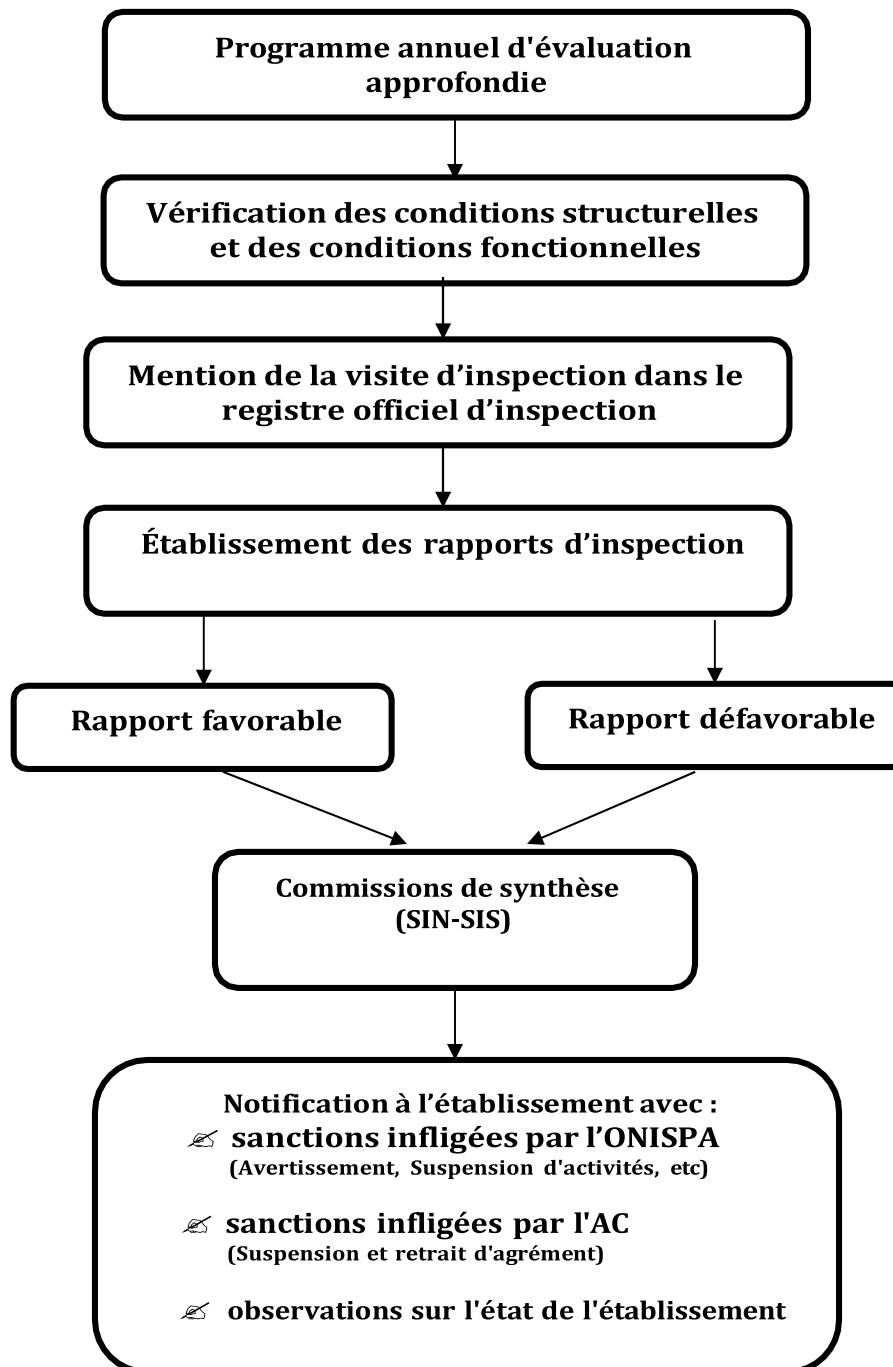 Programme annuel d'évaluation
approfondie
Vérification des conditions structurelles
et des conditions fonctionnelles
Mention de la visite d’inspection dans le
registre officiel d’inspection
Établissement des rapports d’inspection
Rapport favorable
Rapport défavorable
Commissions de synthèse
(SIN-SIS)
Notification à l’établissement avec :
sanctions infligées par l’ONISPA
(Avertissement, Suspension d'activités, etc)
sanctions infligées par l'AC
(Suspension et retrait d'agrément)
observations sur l'état de l'établissement